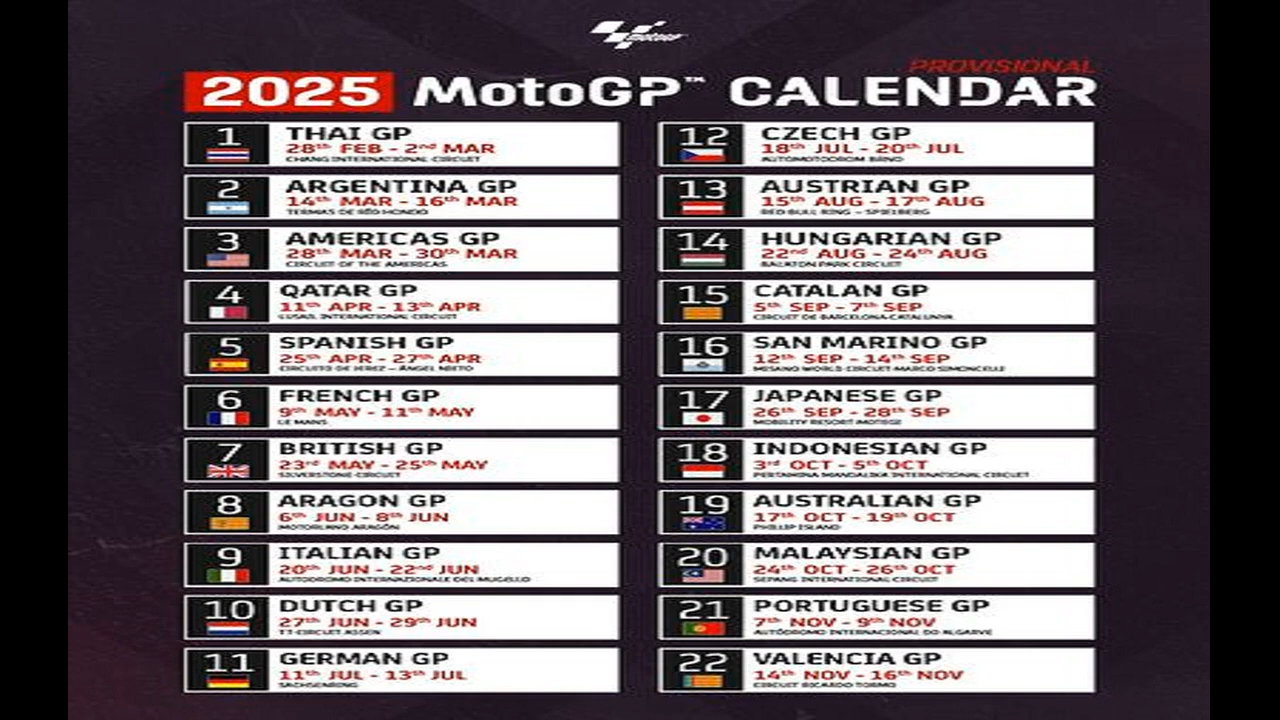 motogp
PROVISIONAL
2025 MotoGP™ CALENDAR
1
THAI GP
28th FEB - 2nd MAR
CHANG INTERNATIONAL CIRCUIT
2
ARGENTINA GP
14th MAR - 16th MAR
TERMAS DE RÍO HONDO
3
AMERICAS GP
28th MAR - 30th MAR
CIRCUIT OF THE AMERICAS
4
QATAR GP
11th APR - 13th APR
LUSAIL INTERNATIONAL CIRCUIT
5
SPANISH GP
25th APR - 27th APR
CIRCUITO DE JEREZ - ÁNGEL NIETO
6
FRENCH GP
9th MAY - 11th MAY
LE MANS
7
BRITISH GP
23rd MAY - 25th MAY
SILVERSTONE CIRCUIT
8
ARAGON GP
6th JUN - 8th JUN
MOTORLAND ARAGÓN
9
ITALIAN GP
20th JUN - 22nd JUN
AUTODROMO INTERNAZIONALE DEL MUGELLO
10
DUTCH GP
27th JUN - 29th JUN
TT CIRCUIT ASSEN
11
GERMAN GP
11th JUL - 13th JUL
SACHSENRING
12
CZECH GP
18th JUL - 20th JUL
AUTOMOTODROM BRNO
13
AUSTRIAN GP
15th AUG - 17th AUG
RED BULL RING - SPIELBERG
14
HUNGARIAN GP
22nd AUG - 24th AUG
BALATON PARK CIRCUIT
15
CATALAN GP
5th SEP - 7th SEP
CIRCUIT DE BARCELONA-CATALUNYA
16
SAN MARINO GP
12th SEP - 14th SEP
MISANO WORLD CIRCUIT MARCO SIMONCELLI
17
JAPANESE GP
26th SEP - 28th SEP
MOBILITY RESORT MOTEGI
18
INDONESIAN GP
3rd OCT - 5th OCT
PERTAMINA MANDALIKA INTERNATIONAL CIRCUIT
19
AUSTRALIAN GP
17th OCT - 19th OCT
PHILLIP ISLAND
20
MALAYSIAN GP
24th OCT - 26th OCT
SEPANG INTERNATIONAL CIRCUIT
21
PORTUGUESE GP
7th NOV - 9th NOV
AUTÓDROMO INTERNACIONAL DO ALGARVE
22
VALENCIA GP
14th NOV - 16th NOV
CIRCUIT RICARDO TORMO